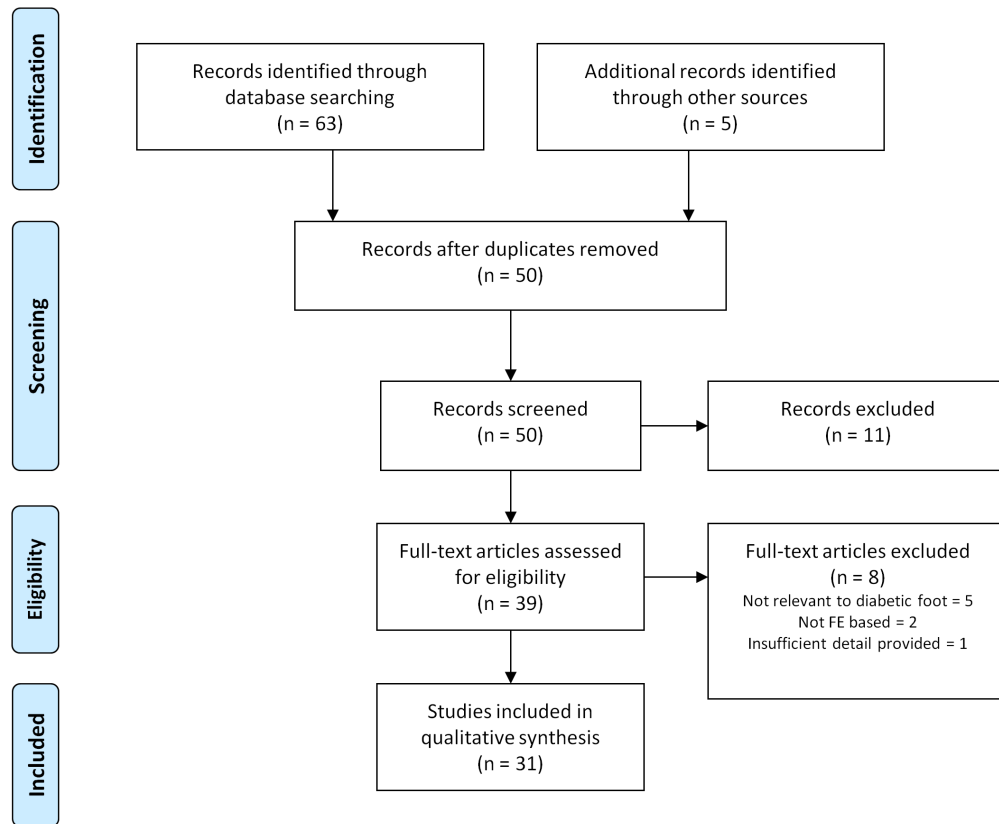 Identification
Records identified through
database searching
(n = 63)
Additional records identified
through other sources
(n = 5)
Screening
Records after duplicates removed
(n = 50)
Records screened
(n = 50)
Records excluded
(n = 11)
Eligibility
Full-text articles assessed
for eligibility
(n = 39)
Full-text articles excluded
(n = 8)
Not relevant to diabetic foot = 5
Not FE based = 2
Insufficient detail provided = 1
Included
Studies included in
qualitative synthesis
(n = 31)